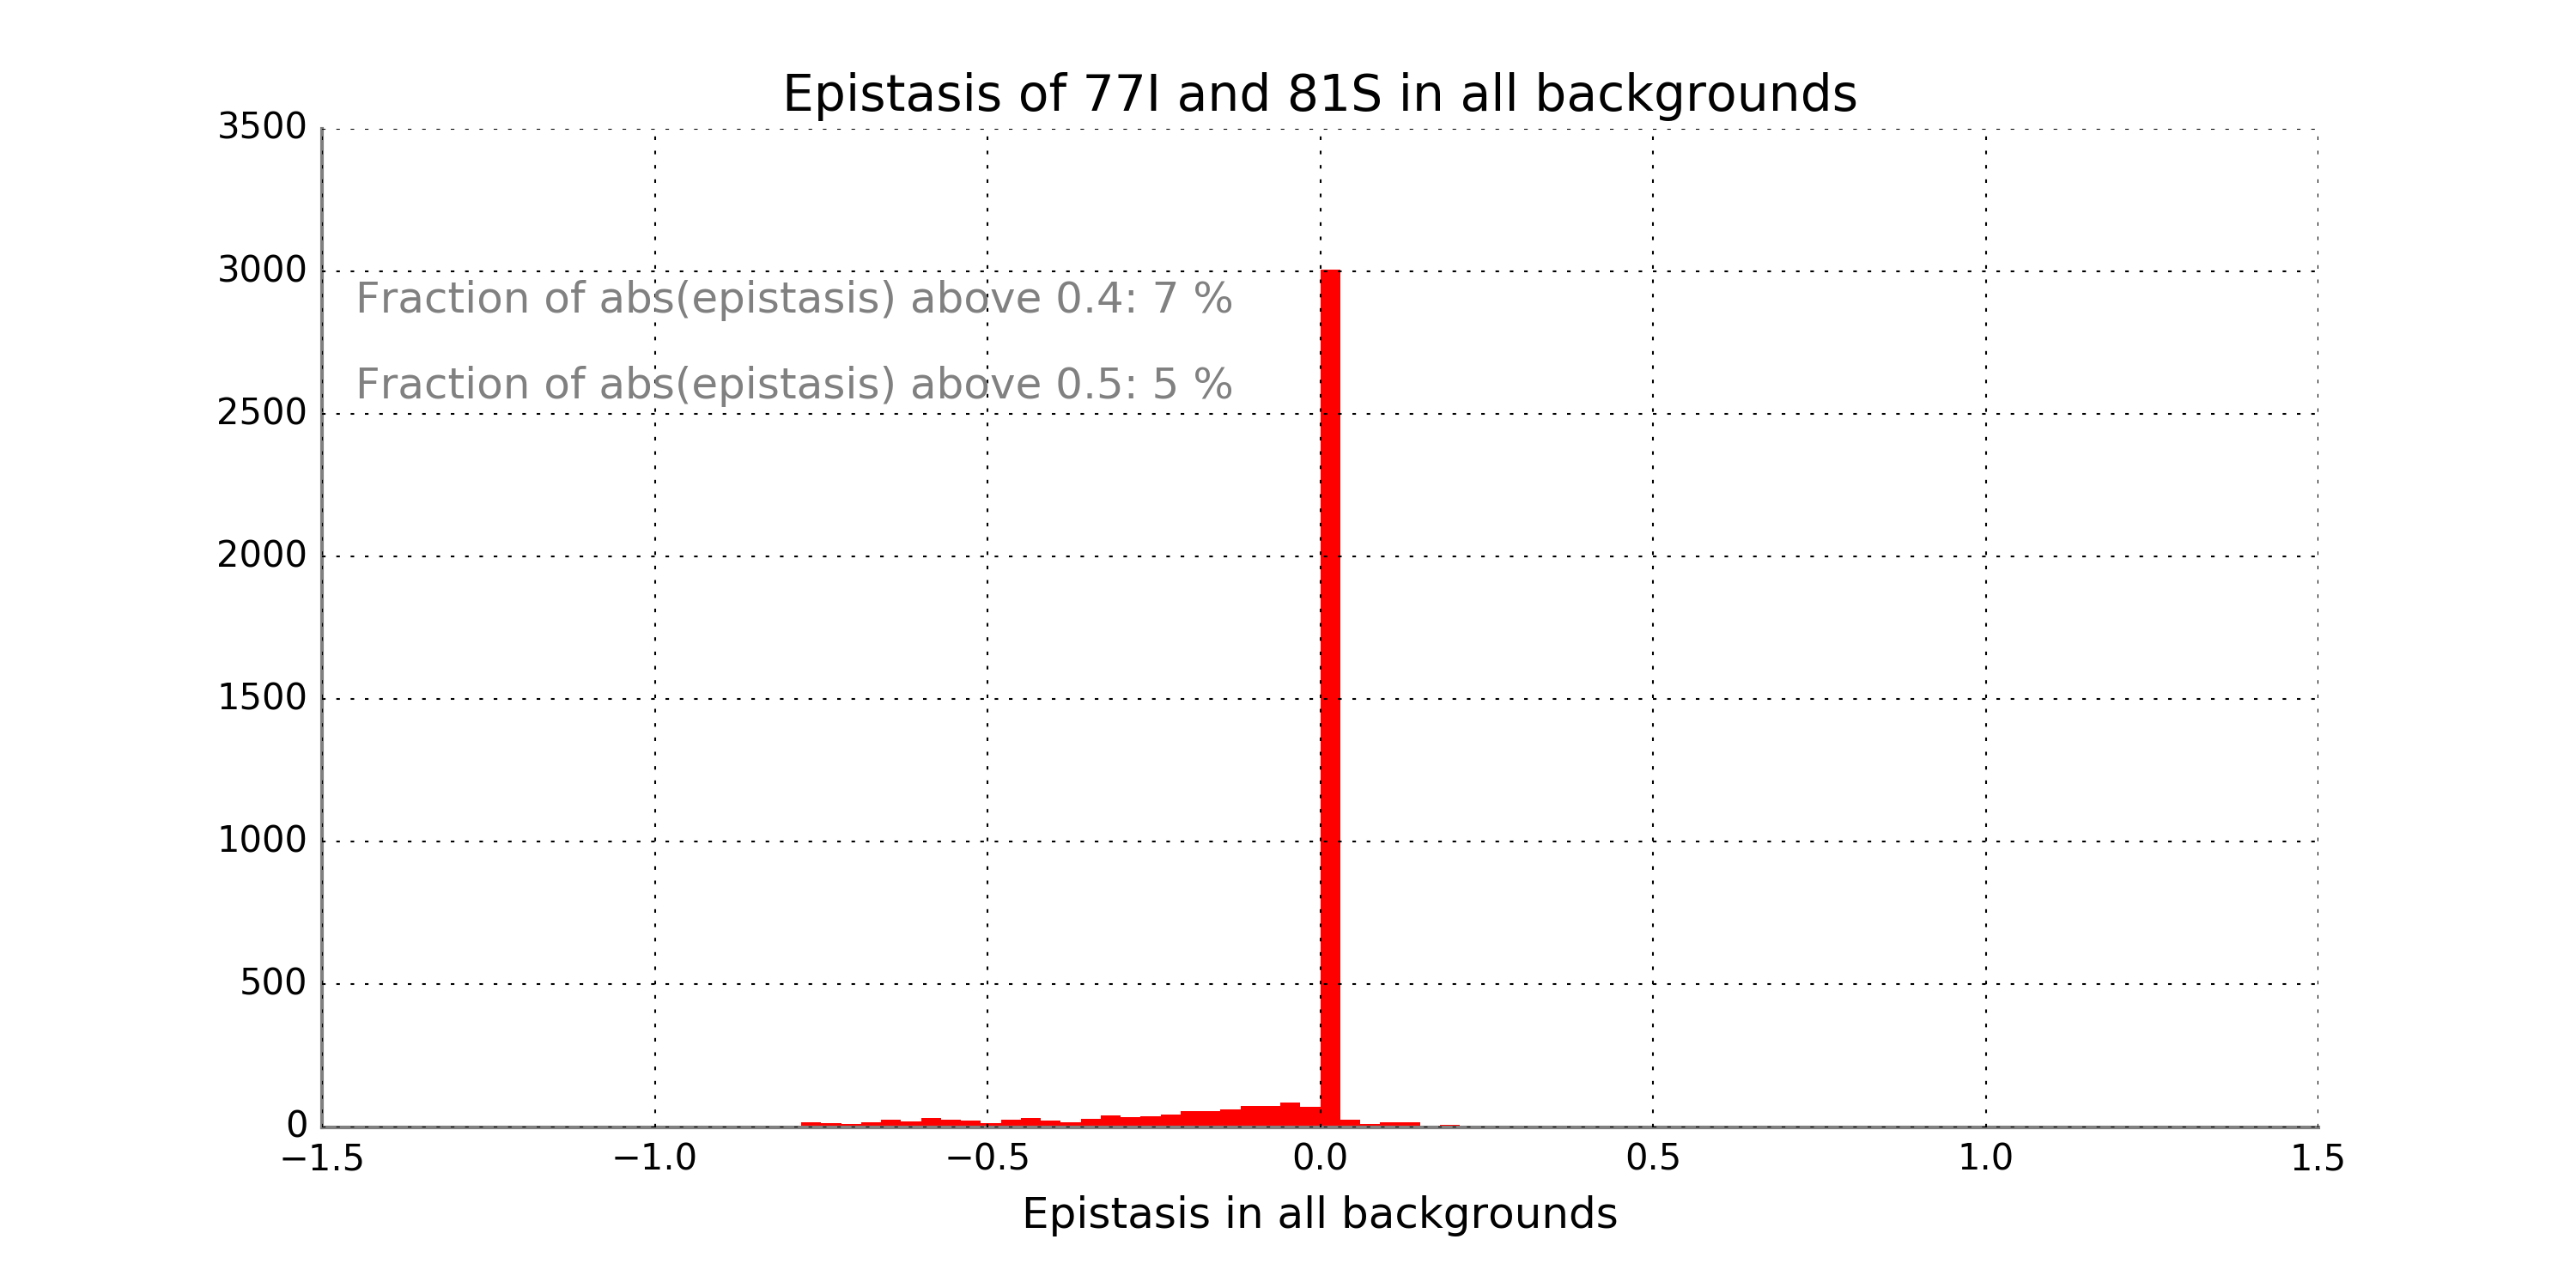 Epistasis of 77I and 81S in all backgrounds
3500
3000
Fraction of abs(epistasis) above 0.4: 7 %
Fraction of abs(epistasis) above 0.5: 5 %
2500
2000
1500
1000
500
0
−1.5 −1.0 −0.5 0.0 0.5 1.0 1.5
Epistasis in all backgrounds